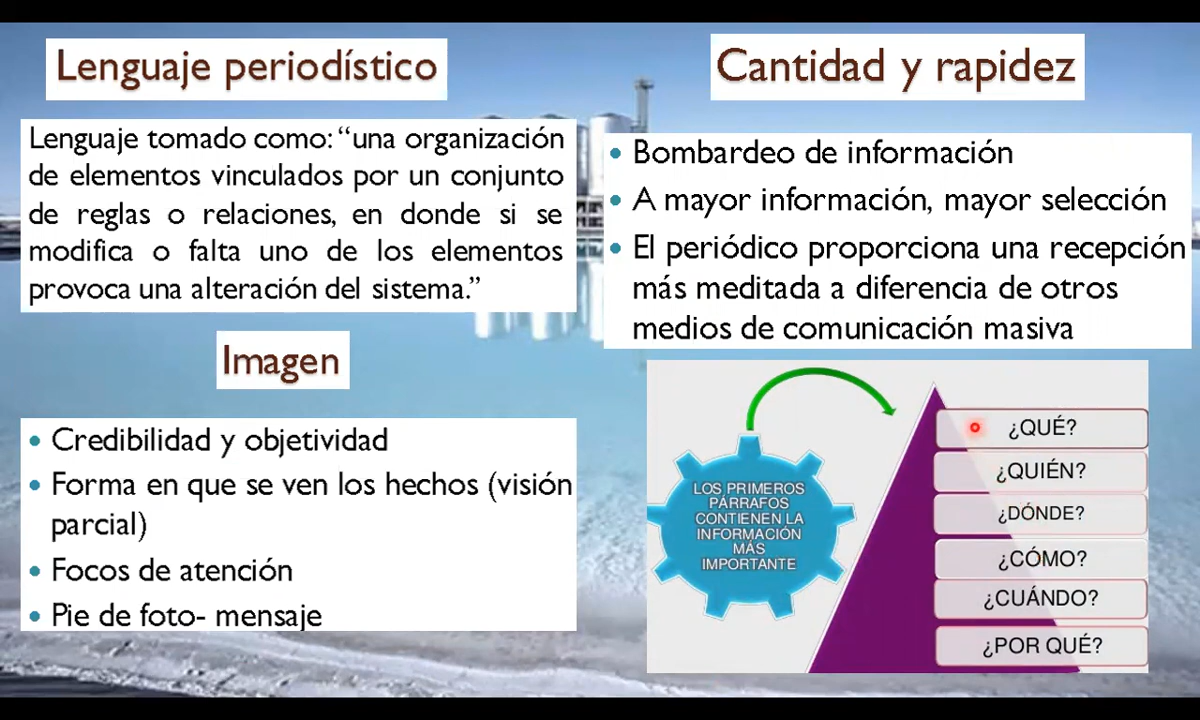 Lenguaje periodístico
Lenguaje tomado como: “una organización
de elementos vinculados por un conjunto
de reglas o relaciones, en donde si se
modifica o falta uno de los elementos
provoca una alteración del sistema.”
Imagen
• Credibilidad y objetividad
• Forma en que se ven los hechos (visión
parcial)
• Focos de atención
• Pie de foto- mensaje
Cantidad y rapidez
• Bombardeo de información
• A mayor información, mayor selección
• El periódico proporciona una recepción
más meditada a diferencia de otros
medios de comunicación masiva
LOS PRIMEROS
PÁRRAFOS
CONTIENEN LA
INFORMACIÓN
MÁS
IMPORTANTE
¿QUÉ?
¿QUIÉN?
¿DÓNDE?
¿CÓMO?
¿CUÁNDO?
¿POR QUÉ?